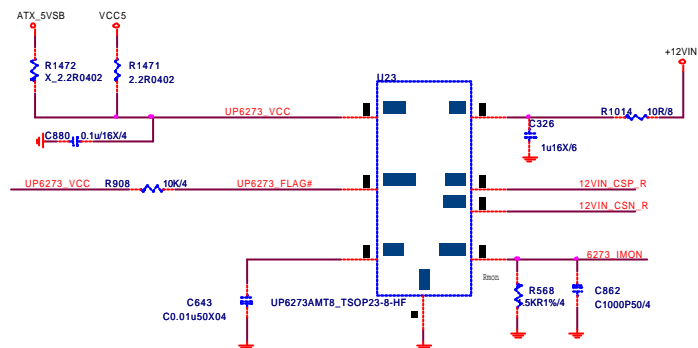 ATX_5VSB
VCC5
+12VIN
R1472
X_2.2R0402
R1471
2.2R0402
U23
UP6273_VCC
R1014
10R/8
C880
0.1u/16X/4
C326
1u16X/6
UP6273_VCC
R908
10K/4
UP6273_FLAG#
12VIN_CSP_R
12VIN_CSN_R
6273_IMON
Rmon
R568
.5KR1%/4
C862
C1000P50/4
C643
C0.01u50X04
UP6273AMT8_TSOP23-8-HF